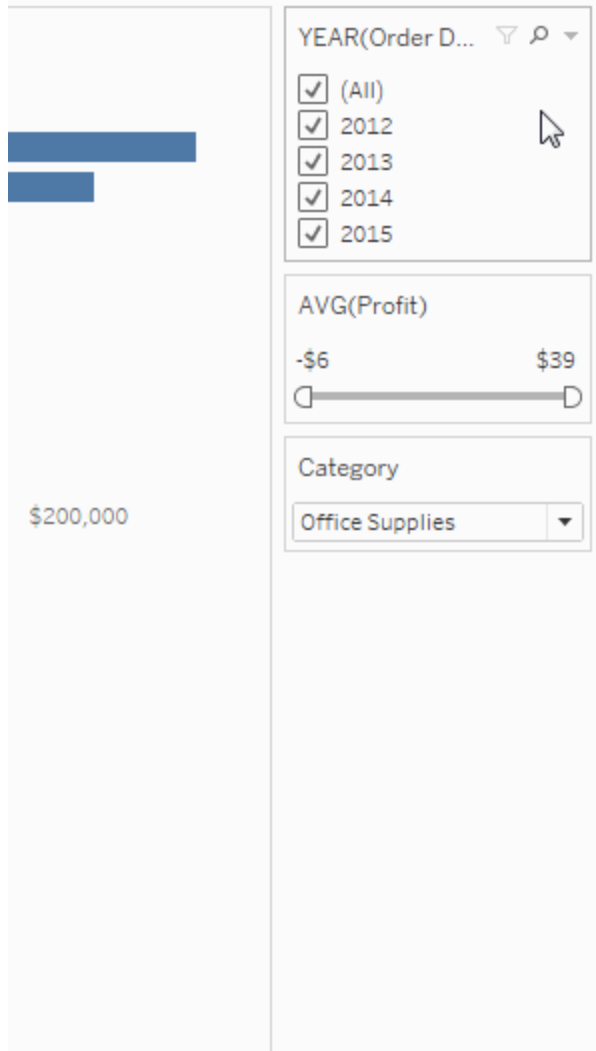 YEAR(Order D...
(All)
2012
2013
2014
2015
AVG(Profit)
-$6 $39
Category
Office Supplies
$200,000